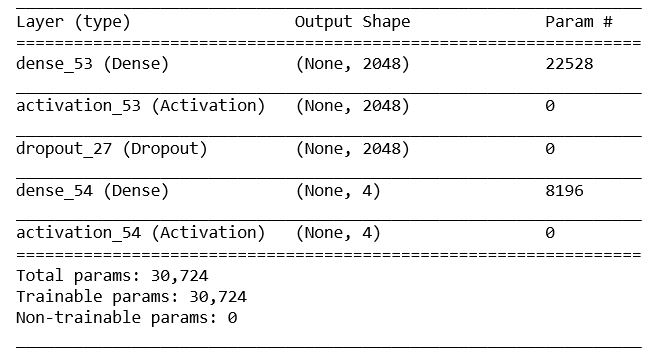 Layer (type) Output Shape Param #
dense_53 (Dense) (None, 2048) 22528
activation_53 (Activation) (None, 2048) 0
dropout_27 (Dropout) (None, 2048) 0
dense_54 (Dense) (None, 4) 8196
activation_54 (Activation) (None, 4) 0
Total params: 30,724
Trainable params: 30,724
Non-trainable params: 0